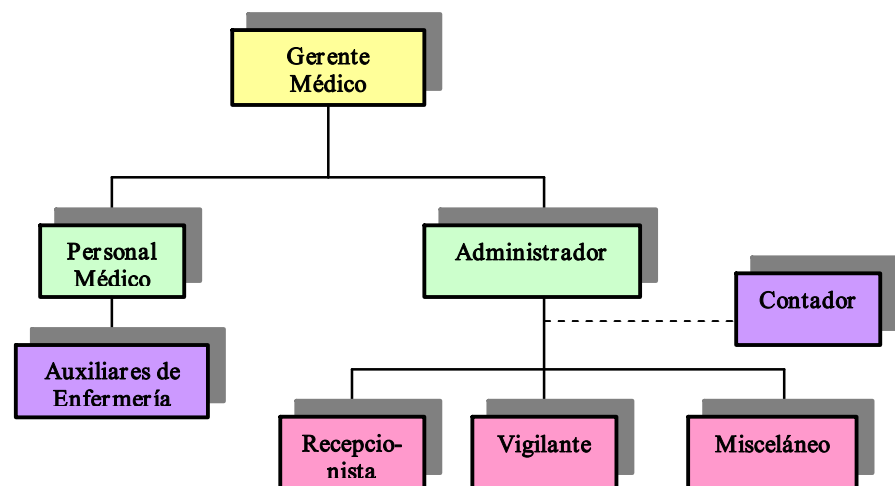 Gerente
Médico
Personal
Médico
Administrador
Contador
Auxiliares de
Enfermería
Recepcio-
nista
Vigilante
Misceláneo